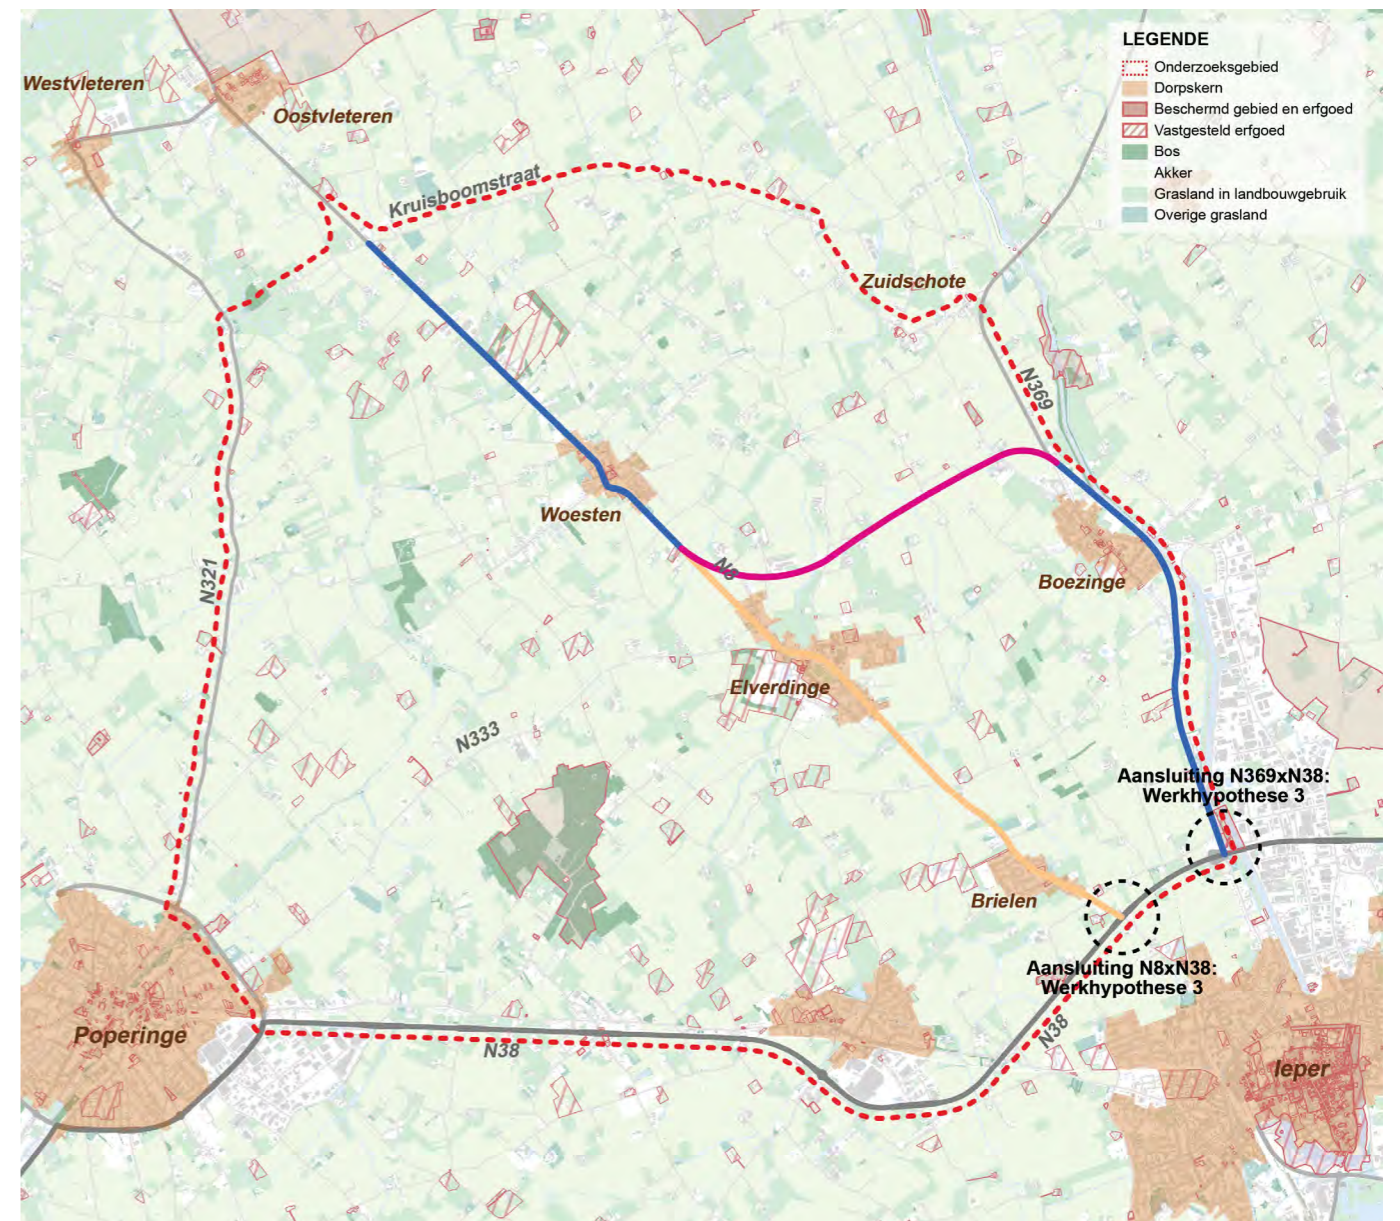 LEGENDE
Onderzoeksgebied
Dorpskern
Beschermd gebied en erfgoed
Vastgesteld erfgoed
Bos
Akker
Grasland in landbouwgebruik
Overige grasland
Westvleteren
Oostvleteren
Kruisboomstraat
Zuidschote
N369
Woesten
N8
N321
Boezinge
Elverdinge
N333
Aansluiting N369xN38:
Werkhypothese 3
Brielen
Aansluiting N8xN38:
Werkhypothese 3
Poperinge
N38
N38
Ieper